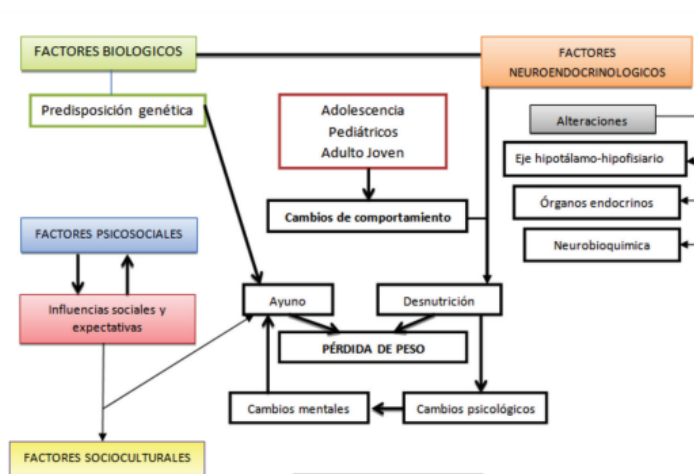 FACTORES BIOLOGICOS
FACTORES
NEUROENDOCRINOLOGICOS
Predisposición genética
Adolescencia
Pediátricos
Adulto Joven
Alteraciones
Eje hipotálamo-hipofisiario
Cambios de comportamiento
Órganos endocrinos
FACTORES PSICOSOCIALES
Neurobioquimica
Influencias sociales y
expectativas
Ayuno
Desnutrición
PÉRDIDA DE PESO
Cambios mentales
Cambios psicológicos
FACTORES SOCIOCULTURALES